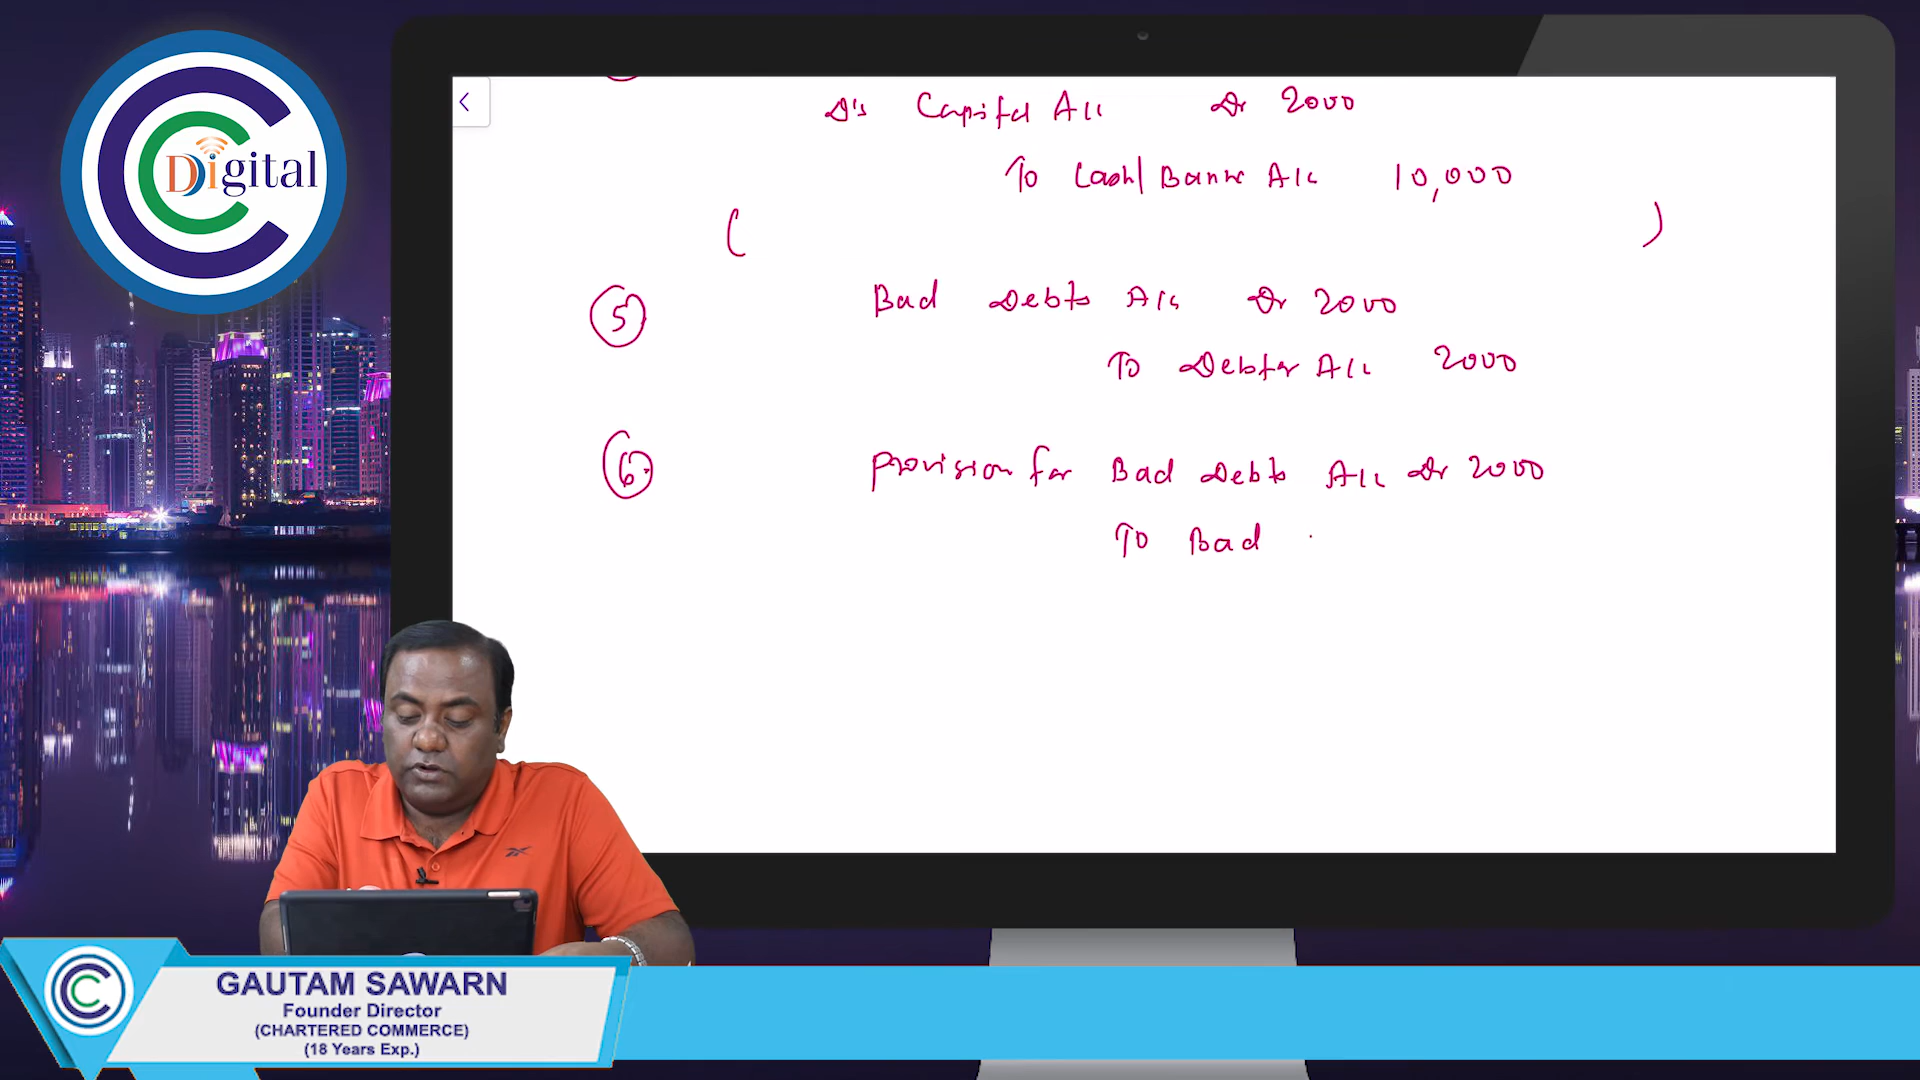 D's Capital A/c Dr 2000
To Cash/Bank A/c 10,000
( )
5 Bad Debts A/c Dr 2000
To Debtor A/c 2000
6 Provision for Bad Debts A/c Dr 2000
To Bad
Digital
GAUTAM SAWARN
Founder Director
(CHARTERED COMMERCE)
(18 Years Exp.)